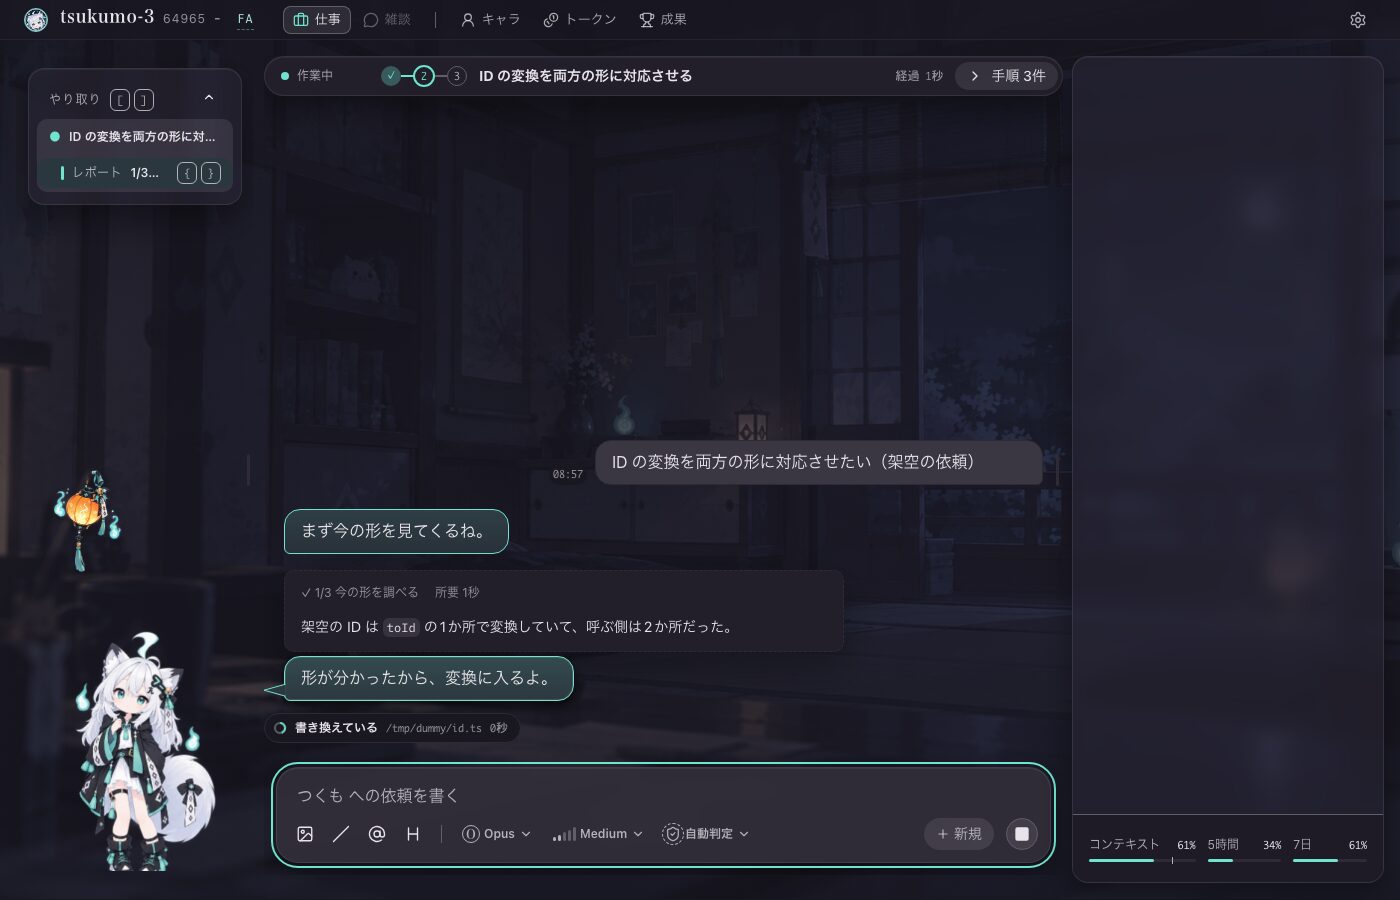 tsukumo-3 64965 - FA 仕事 雑談 キャラ トークン 成果
やり取り [ ]
ID の変換を両方の形に対...
レポート 1/3... { }
作業中 ✓ 2 3 ID の変換を両方の形に対応させる 経過 1秒 手順 3件
08:57 ID の変換を両方の形に対応させたい（架空の依頼）
まず今の形を見てくるね。
✓ 1/3 今の形を調べる 所要 1秒
架空の ID は toId の1か所で変換していて、呼ぶ側は2か所だった。
形が分かったから、変換に入るよ。
書き換えている /tmp/dummy/id.ts 0秒
つくも への依頼を書く
Opus Medium 自動判定 + 新規
コンテキスト 61% 5時間 34% 7日 61%